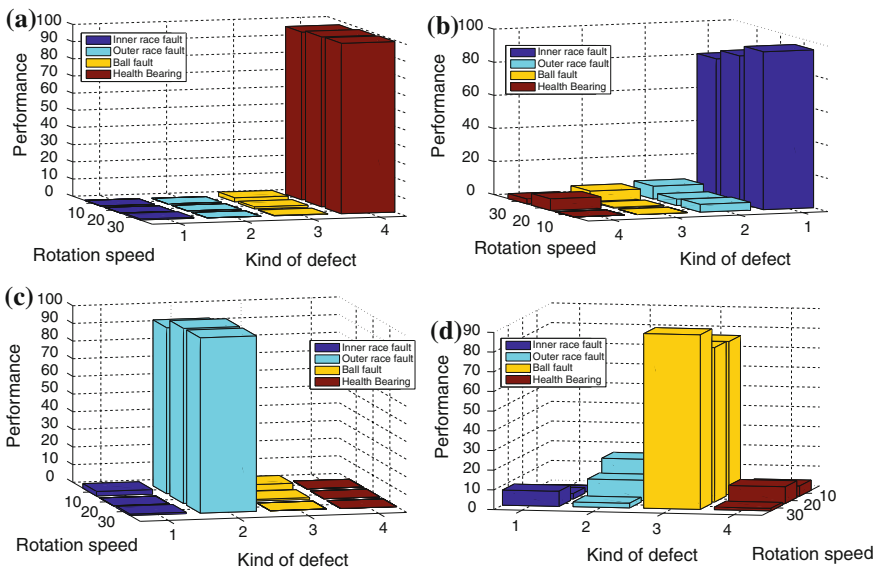 (a)
100
90
80
70
60
50
40
30
20
10
0
Performance
Inner race fault
Outer race fault
Ball fault
Health Bearing
10
20
30
Rotation speed
1
2
3
4
Kind of defect
(b)
100
80
60
40
20
0
Performance
Inner race fault
Outer race fault
Ball fault
Health Bearing
30
20
10
Rotation speed
4
3
2
1
Kind of defect
(c)
100
90
80
70
60
50
40
30
20
10
0
Performance
Inner race fault
Outer race fault
Ball fault
Health Bearing
10
20
30
Rotation speed
1
2
3
4
Kind of defect
(d)
90
80
70
60
50
40
30
20
10
0
Performance
Inner race fault
Outer race fault
Ball fault
Health Bearing
1
2
3
4
Kind of defect
10
20
30
Rotation speed